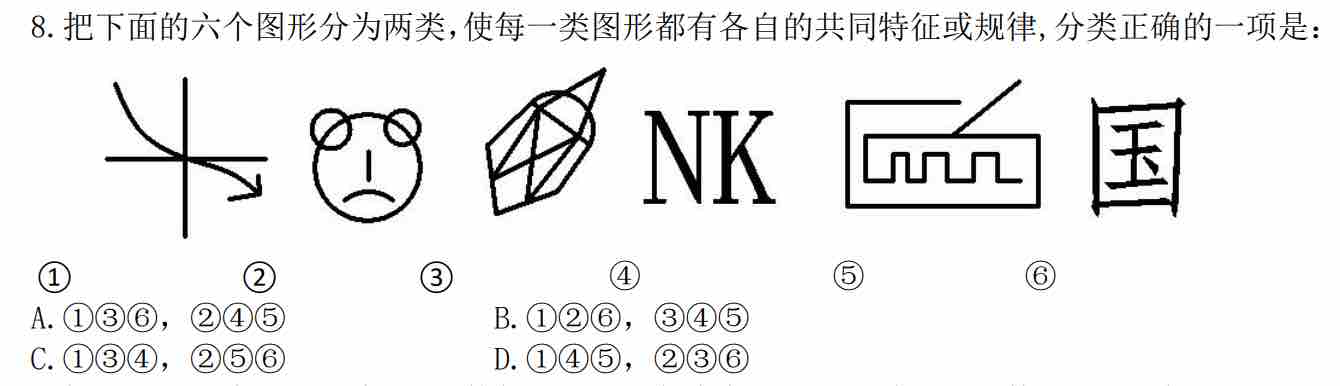 8.把下面的六个图形分为两类,使每一类图形都有各自的共同特征或规律,分类正确的一项是:
NK 国
① ② ③ ④ ⑤ ⑥
A.①③⑥，②④⑤ B.①②⑥，③④⑤
C.①③④，②⑤⑥ D.①④⑤，②③⑥